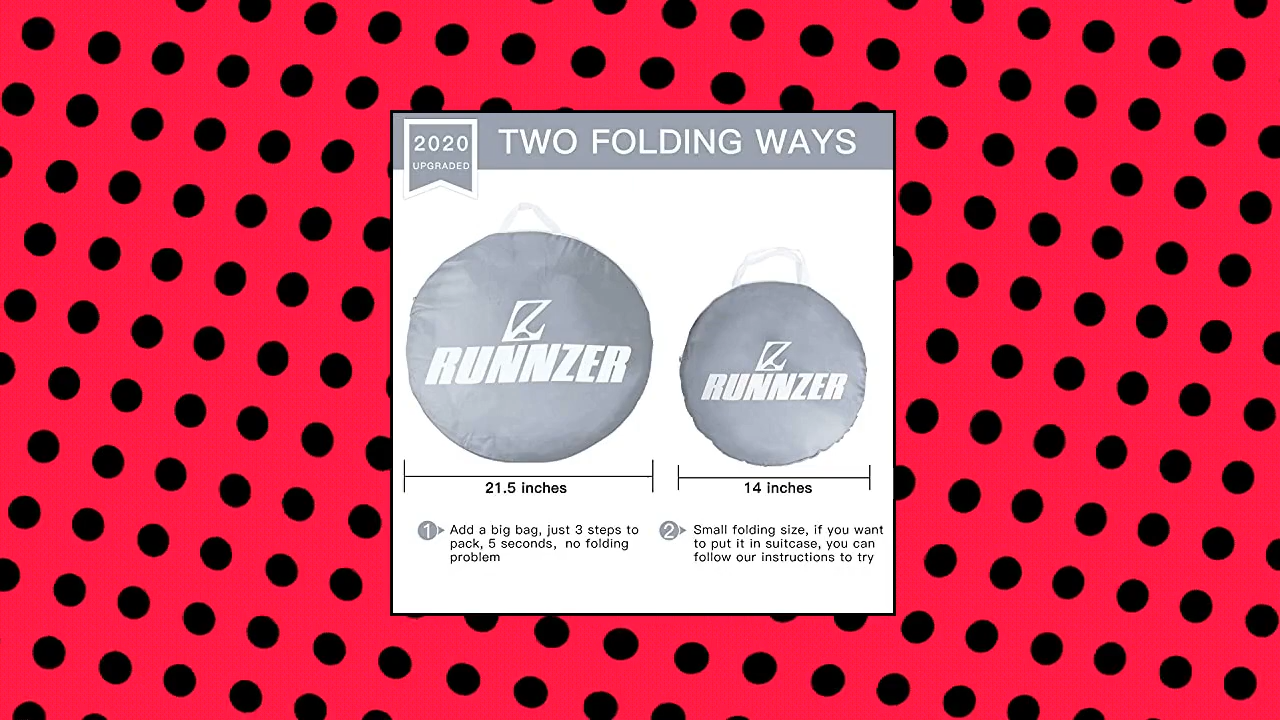 2020
UPGRADED
TWO FOLDING WAYS
RUNNZER
RUNNZER
21.5 inches
14 inches
1
Add a big bag, just 3 steps to
pack, 5 seconds, no folding
problem
2
Small folding size, if you want
to put it in suitcase, you can
follow our instructions to try